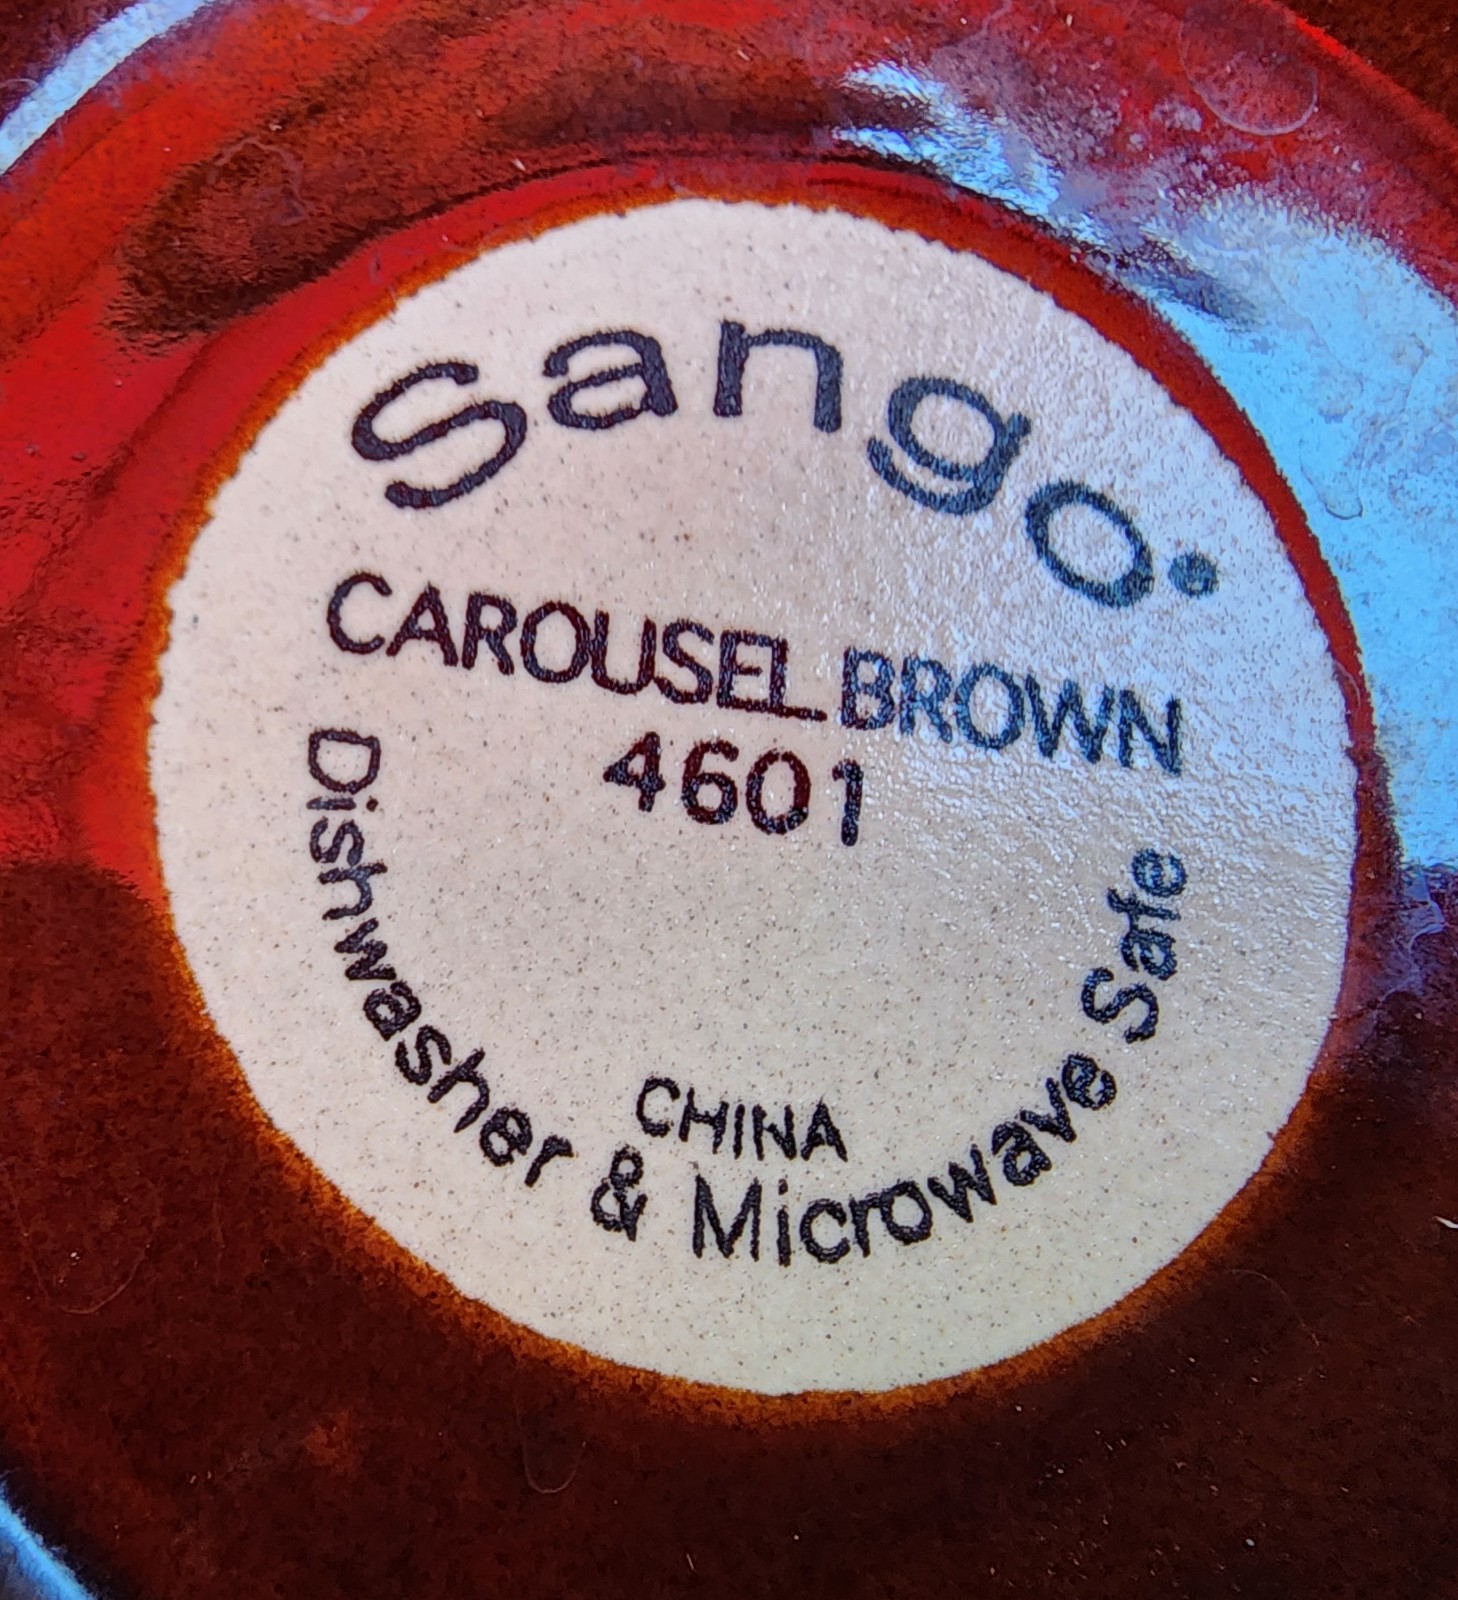 Sango®
CAROUSEL BROWN
4601
CHINA
Dishwasher & Microwave Safe